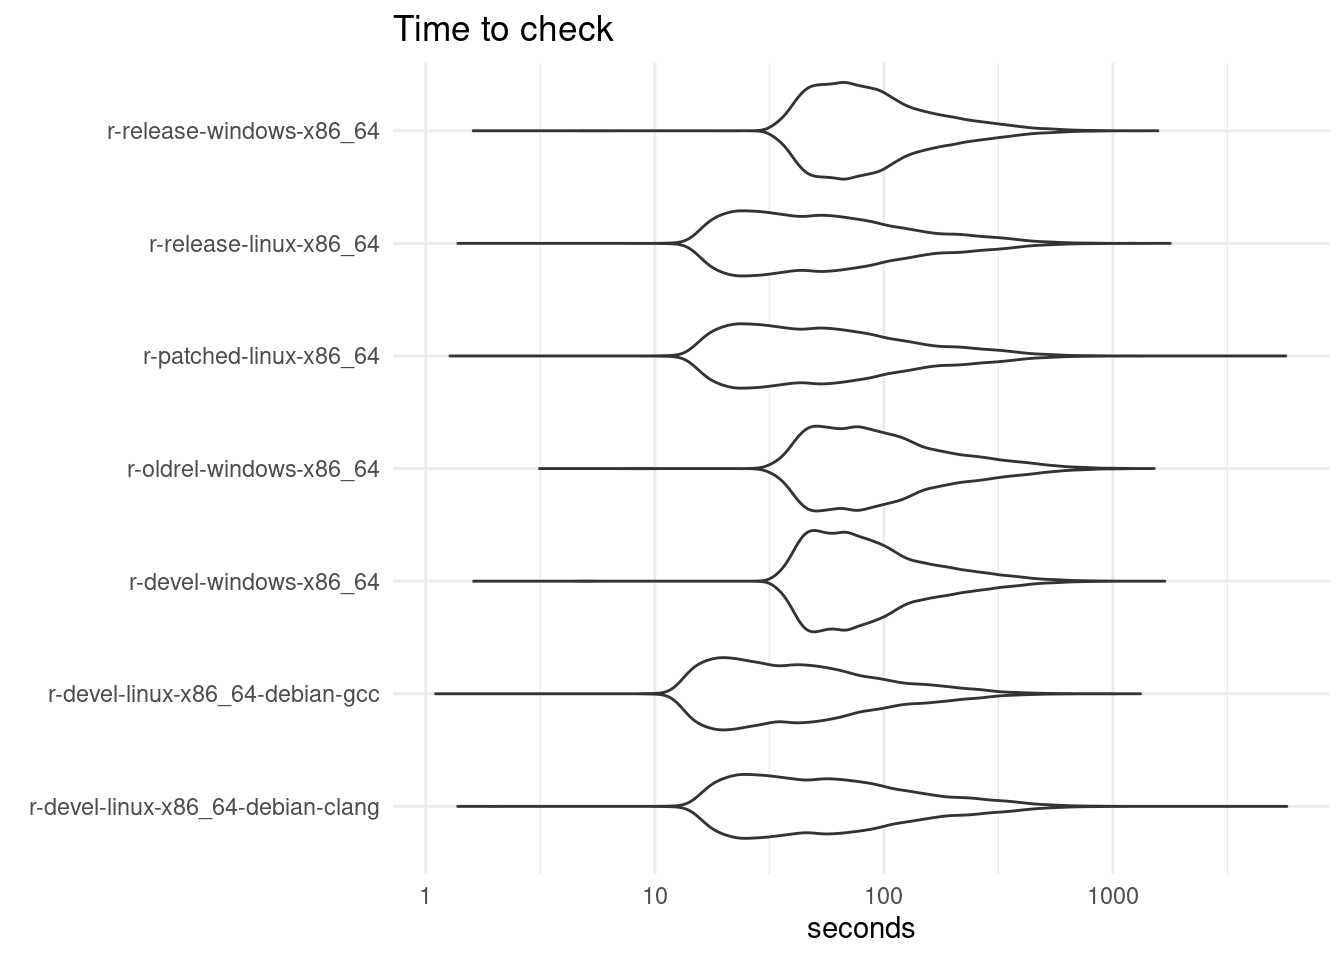 Time to check
r-release-windows-x86_64
r-release-linux-x86_64
r-patched-linux-x86_64
r-oldrel-windows-x86_64
r-devel-windows-x86_64
r-devel-linux-x86_64-debian-gcc
r-devel-linux-x86_64-debian-clang
1 10 100 1000
seconds